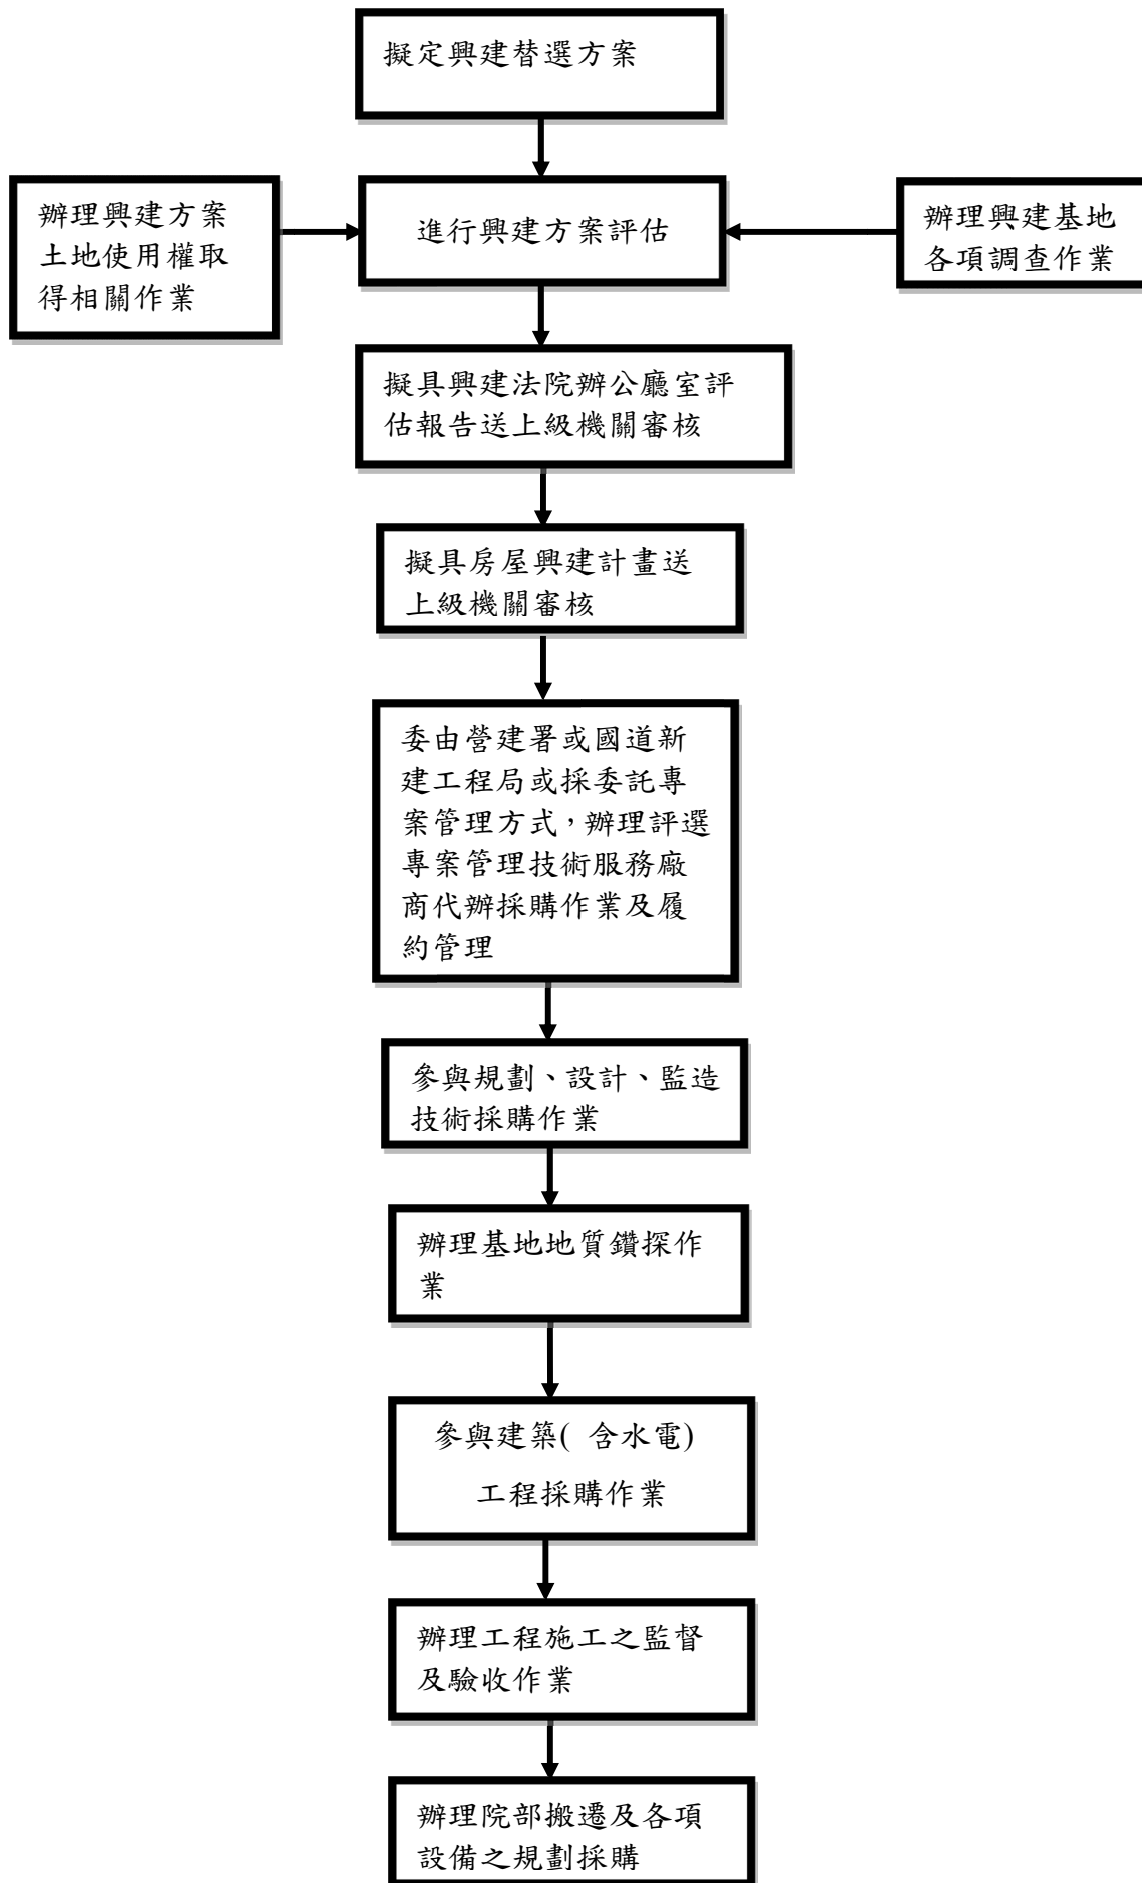 擬定興建替選方案
辦理興建方案
土地使用權取
得相關作業
進行興建方案評估
辦理興建基地
各項調查作業
擬具興建法院辦公廳室評
估報告送上級機關審核
擬具房屋興建計畫送
上級機關審核
委由營建署或國道新
建工程局或採委託專
案管理方式，辦理評選
專案管理技術服務廠
商代辦採購作業及履
約管理
參與規劃、設計、監造
技術採購作業
辦理基地地質鑽探作
業
參與建築( 含水電)
工程採購作業
辦理工程施工之監督
及驗收作業
辦理院部搬遷及各項
設備之規劃採購